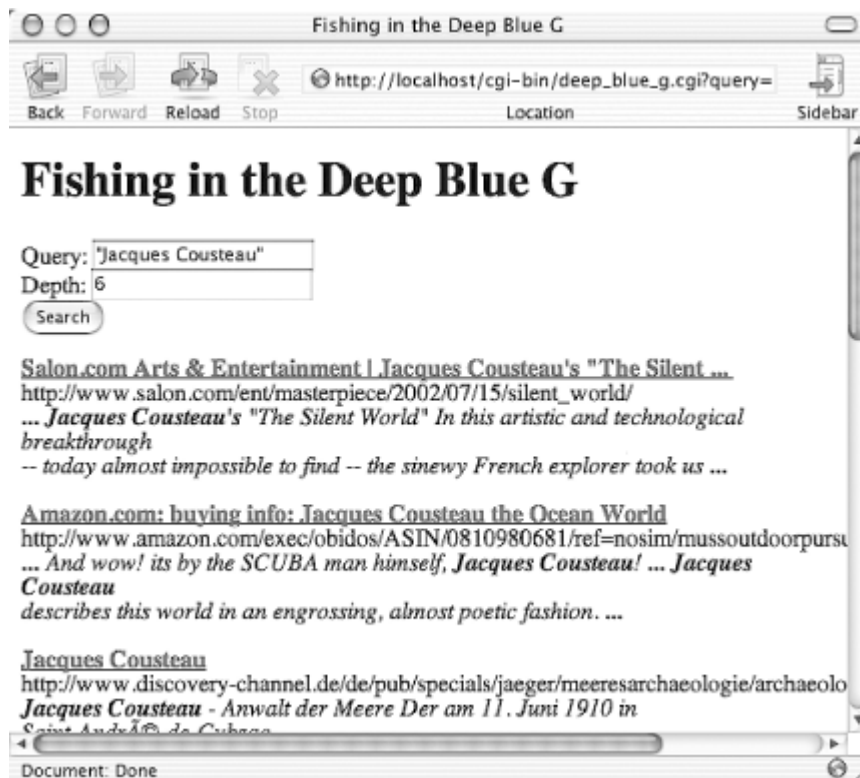 Fishing in the Deep Blue G
http://localhost/cgi-bin/deep_blue_g.cgi?query=
Back Forward Reload Stop Location Sidebar
Fishing in the Deep Blue G
Query: "Jacques Cousteau"
Depth: 6
Search
Salon.com Arts & Entertainment | Jacques Cousteau's "The Silent ...
http://www.salon.com/ent/masterpiece/2002/07/15/silent_world/
... Jacques Cousteau's "The Silent World" In this artistic and technological
breakthrough
-- today almost impossible to find -- the sinewy French explorer took us ...
Amazon.com: buying info: Jacques Cousteau the Ocean World
http://www.amazon.com/exec/obidos/ASIN/0810980681/ref=nosim/mussoutdoorpursu
... And wow! its by the SCUBA man himself, Jacques Cousteau! ... Jacques
Cousteau
describes this world in an engrossing, almost poetic fashion. ...
Jacques Cousteau
http://www.discovery-channel.de/de/pub/specials/jaeger/meeresarchaeologie/archaeolo
Jacques Cousteau - Anwalt der Meere Der am 11. Juni 1910 in
Saint AndrÃ© de Cubzac
Document: Done